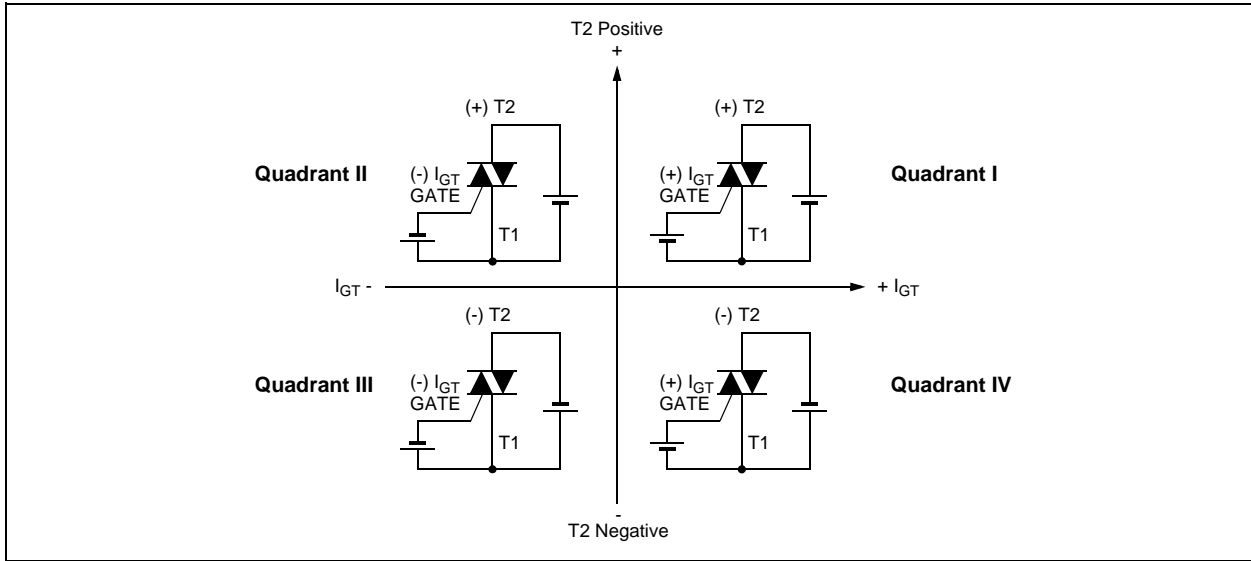 T2 Positive
+
(+) T2
(+) T2
Quadrant II
(-) IGT
GATE
T1
(+) IGT
GATE
T1
Quadrant I
IGT -
+ IGT
(-) T2
(-) T2
Quadrant III
(-) IGT
GATE
T1
(+) IGT
GATE
T1
Quadrant IV
-
T2 Negative